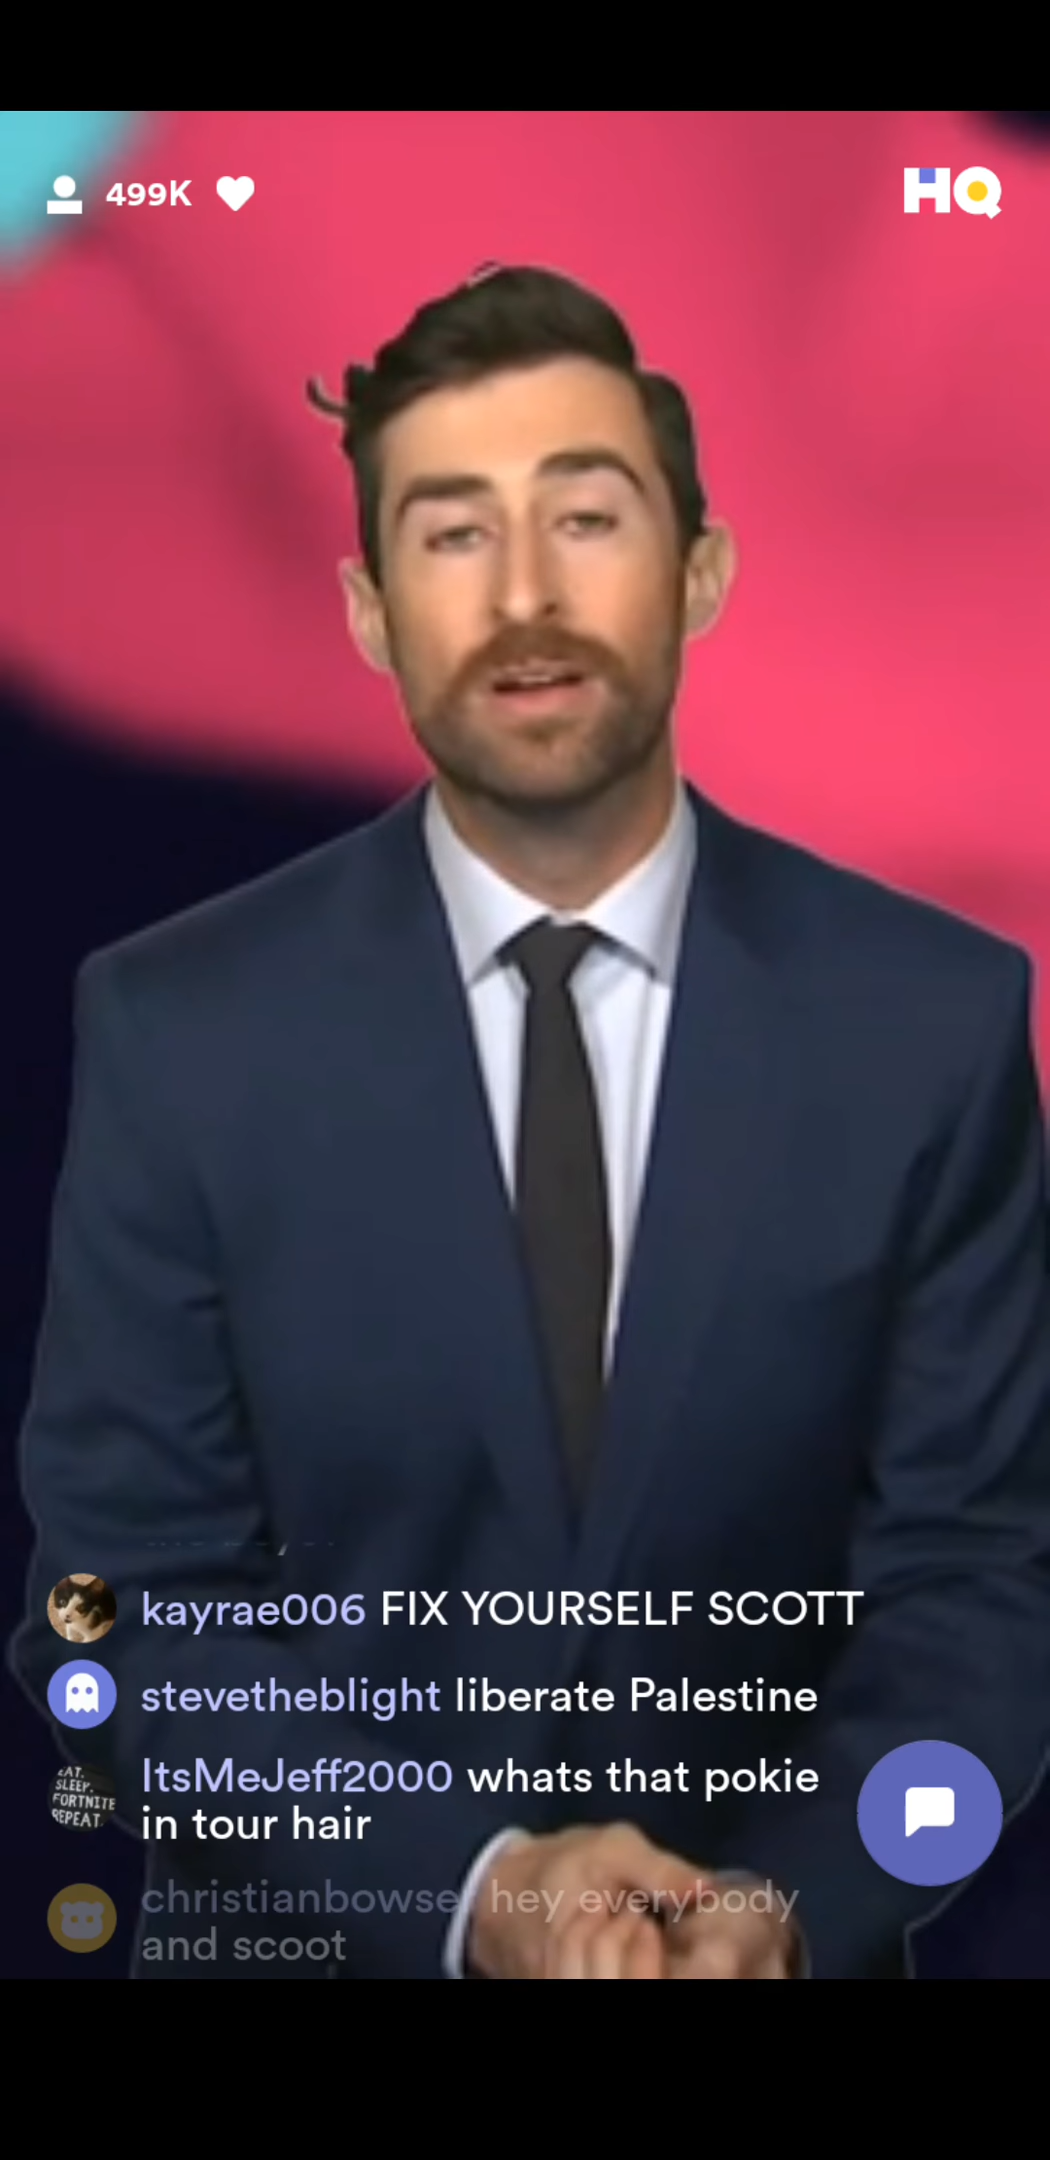 499K
HQ
kayrae006 FIX YOURSELF SCOTT
stevetheblight liberate Palestine
EAT.
SLEEP.
FORTNITE
REPEAT.
ItsMeJeff2000 whats that pokie
in tour hair
christianbowse hey everybody
and scoot